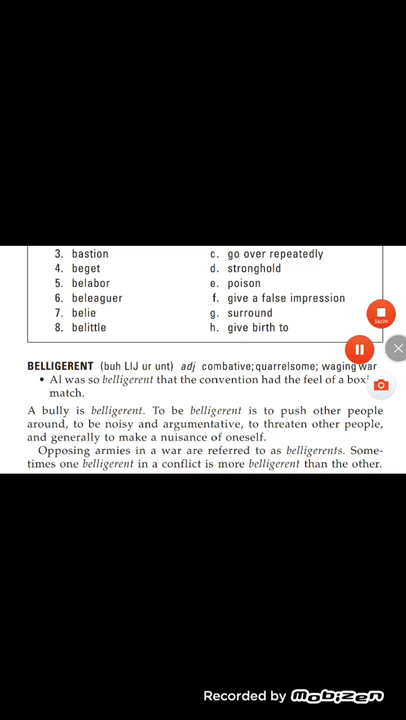 3. bastion c. go over repeatedly
4. beget d. stronghold
5. belabor e. poison
6. beleaguer f. give a false impression
7. belie g. surround
8. belittle h. give birth to
BELLIGERENT (buh LIJ ur unt) adj combative; quarrelsome; waging war
• Al was so belligerent that the convention had the feel of a
match.
A bully is belligerent. To be belligerent is to push other people
around, to be noisy and argumentative, to threaten other people,
and generally to make a nuisance of oneself.
Opposing armies in a war are referred to as belligerents. Some-
times one belligerent in a conflict is more belligerent than the other.
Recorded by Mobizen